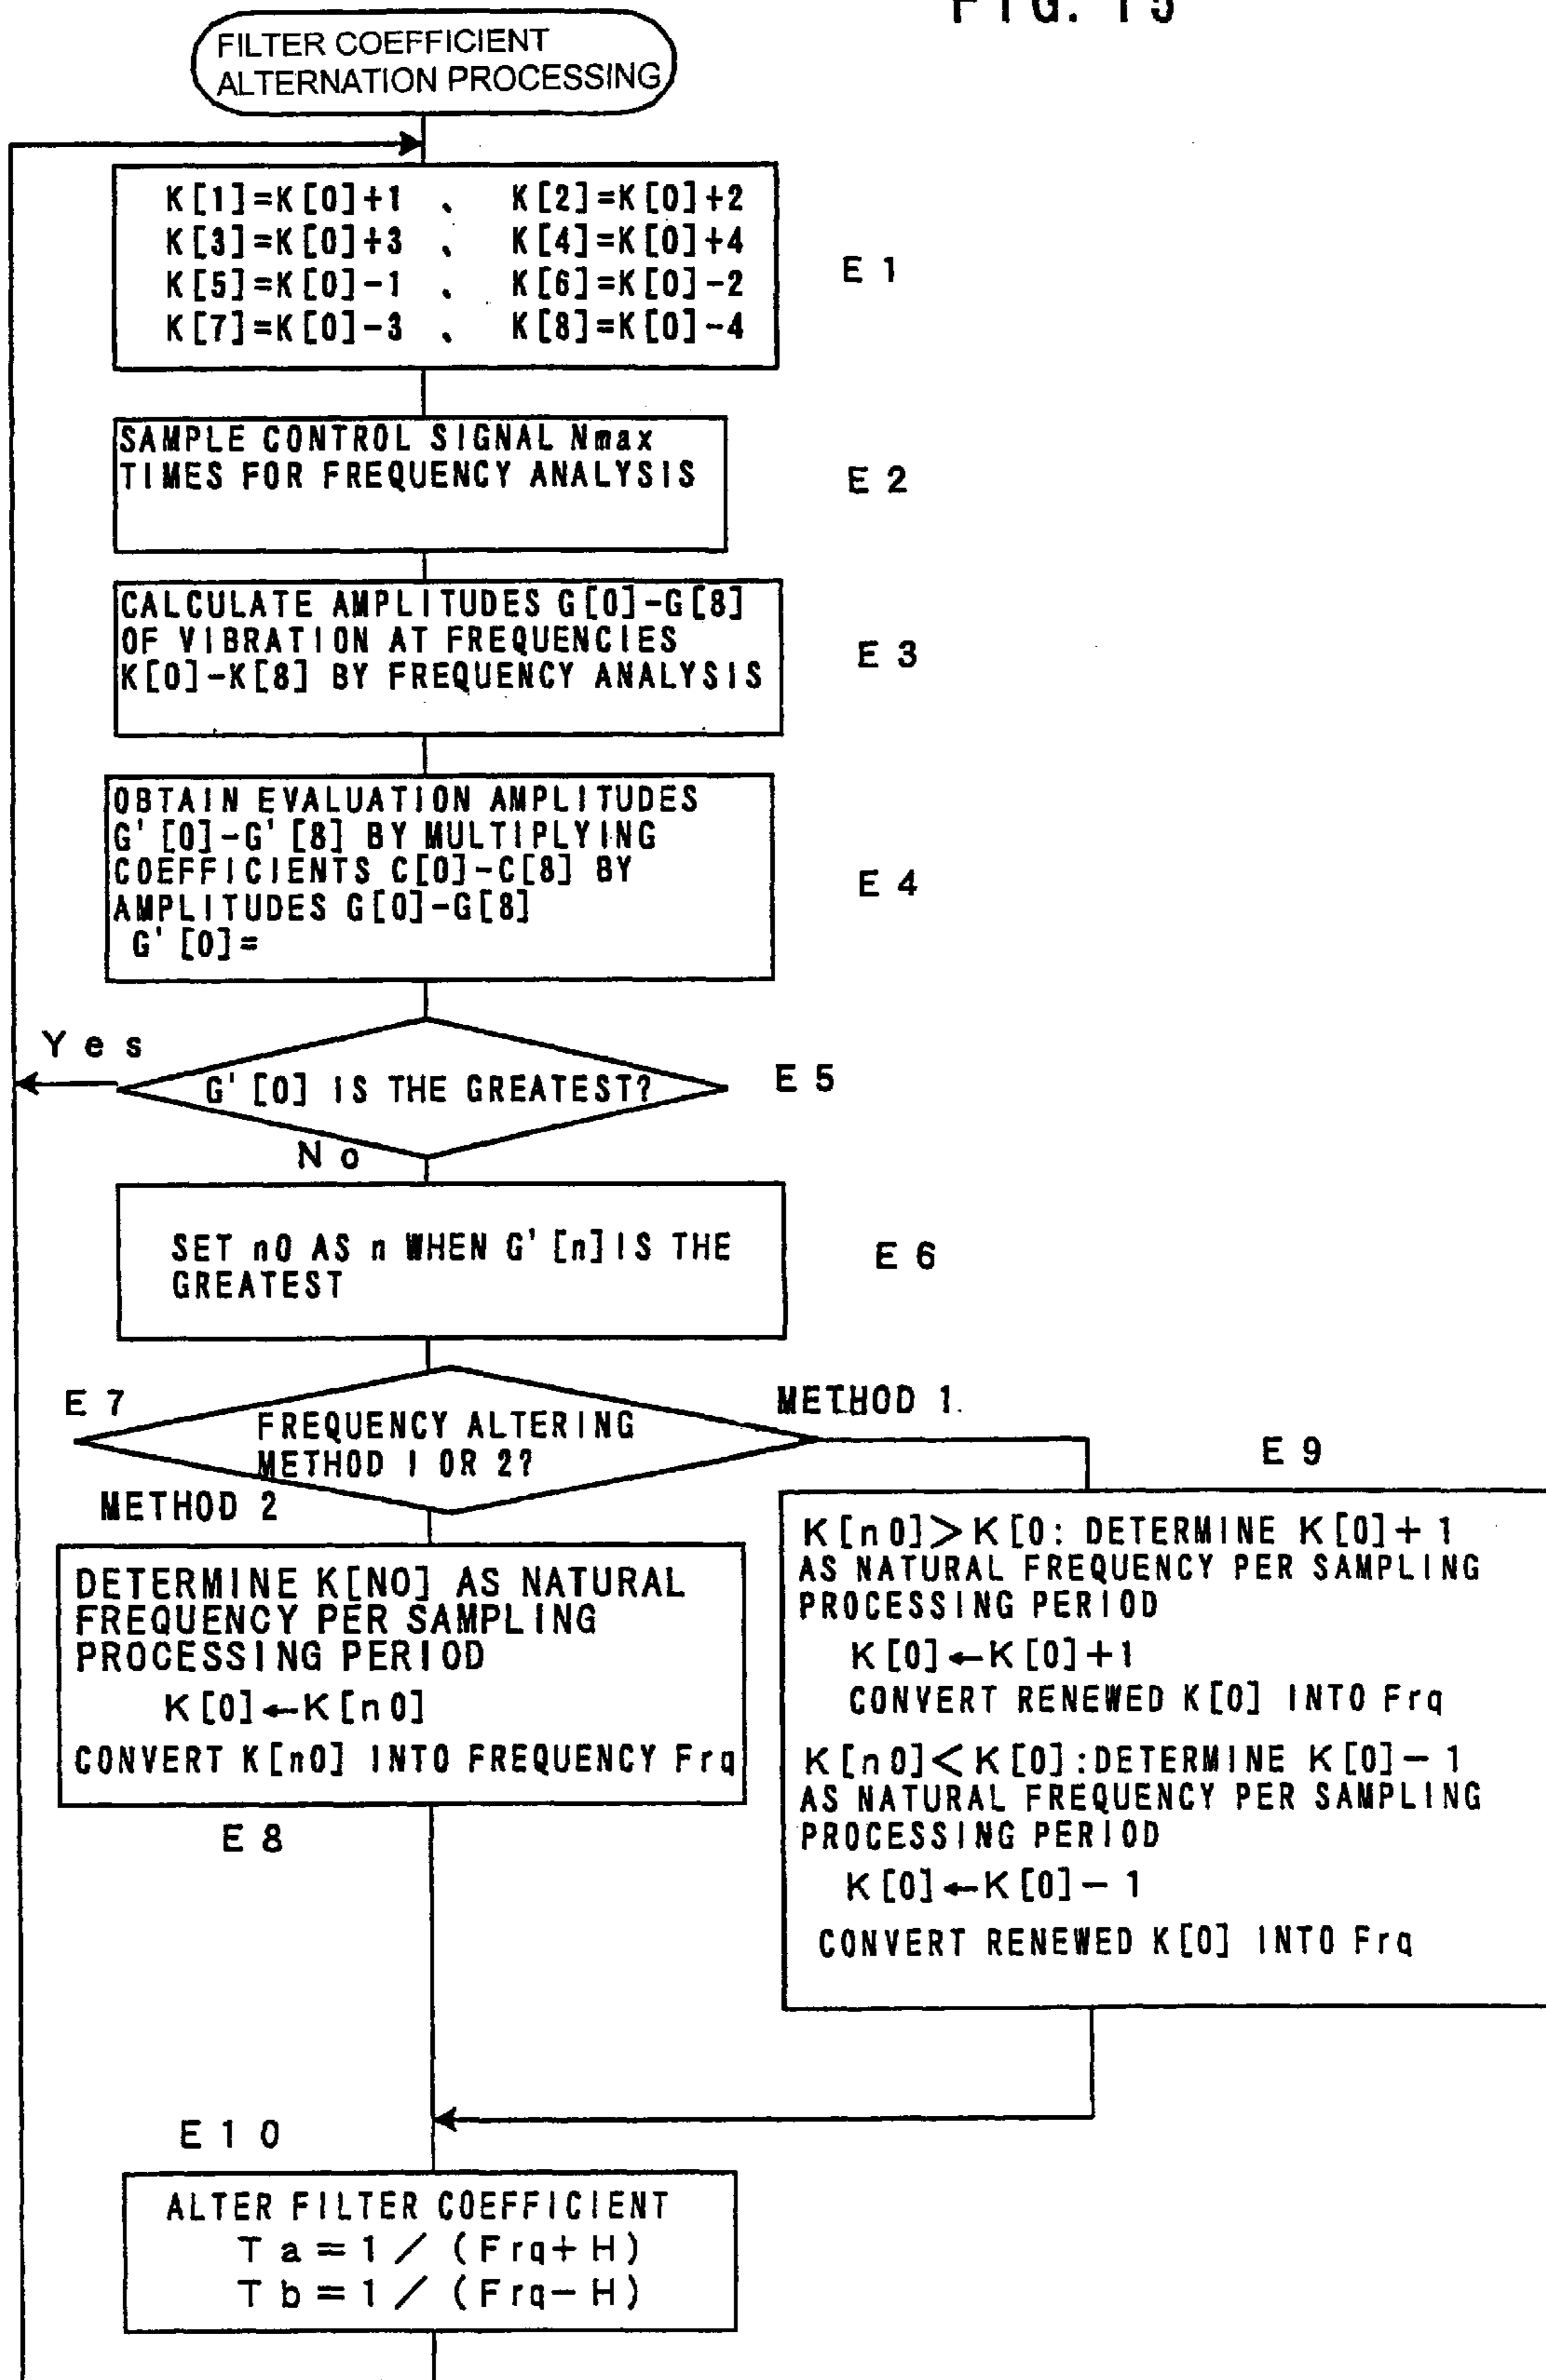 FIG. 15
FILTER COEFFICIENT
ALTERNATION PROCESSING
K[1]=K[0]+1 、 K[2]=K[0]+2
K[3]=K[0]+3 、 K[4]=K[0]+4
K[5]=K[0]-1 、 K[6]=K[0]-2
K[7]=K[0]-3 、 K[8]=K[0]-4
E 1
SAMPLE CONTROL SIGNAL Nmax
TIMES FOR FREQUENCY ANALYSIS
E 2
CALCULATE AMPLITUDES G[0]-G[8]
OF VIBRATION AT FREQUENCIES
K[0]-K[8] BY FREQUENCY ANALYSIS
E 3
OBTAIN EVALUATION AMPLITUDES
G'[0]-G'[8] BY MULTIPLYING
COEFFICIENTS C[0]-C[8] BY
AMPLITUDES G[0]-G[8]
G'[0]=
E 4
Yes
G'[0] IS THE GREATEST?
E 5
No
SET n0 AS n WHEN G'[n] IS THE
GREATEST
E 6
E 7
FREQUENCY ALTERING
METHOD 1 OR 2?
METHOD 1.
METHOD 2
DETERMINE K[NO] AS NATURAL
FREQUENCY PER SAMPLING
PROCESSING PERIOD
K[0]←K[n0]
CONVERT K[n0] INTO FREQUENCY Frq
E 8
E 9
K[n0]>K[0: DETERMINE K[0]+1
AS NATURAL FREQUENCY PER SAMPLING
PROCESSING PERIOD
K[0]←K[0]+1
CONVERT RENEWED K[0] INTO Frq
K[n0]<K[0]:DETERMINE K[0]-1
AS NATURAL FREQUENCY PER SAMPLING
PROCESSING PERIOD
K[0]←K[0]-1
CONVERT RENEWED K[0] INTO Frq
E 10
ALTER FILTER COEFFICIENT
Ta=1/(Frq+H)
Tb=1/(Frq-H)